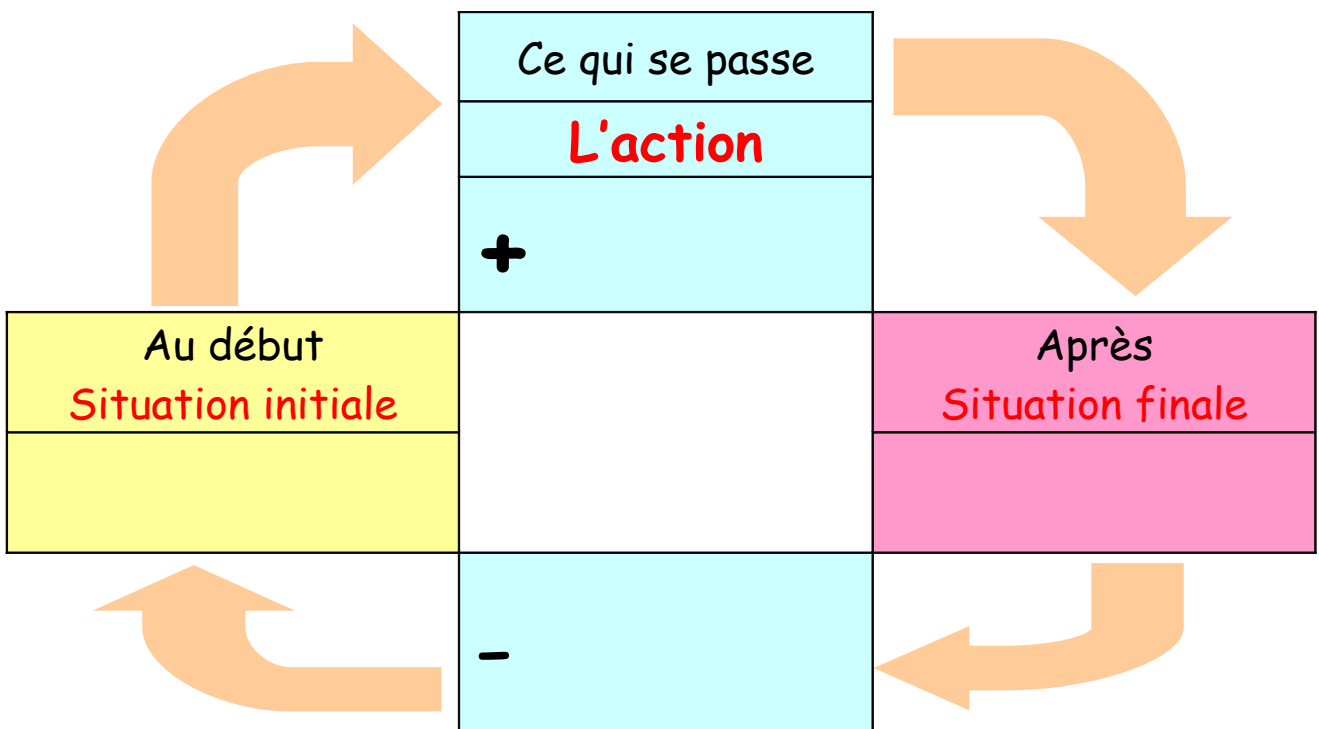 Ce qui se passe
L'action
+
Au début
Situation initiale
Après
Situation finale
-